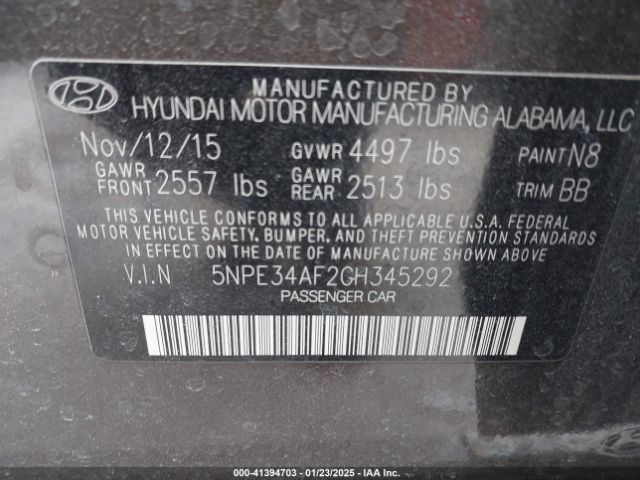 MANUFACTURED BY
HYUNDAI MOTOR MANUFACTURING ALABAMA, LLC
Nov/12/15 GVWR 4497 lbs PAINT N8
GAWR FRONT 2557 lbs GAWR REAR 2513 lbs TRIM BB
THIS VEHICLE CONFORMS TO ALL APPLICABLE U.S.A. FEDERAL
MOTOR VEHICLE SAFETY, BUMPER, AND THEFT PREVENTION STANDARDS
IN EFFECT ON THE DATE OF MANUFACTURE SHOWN ABOVE.
V.I.N 5NPE34AF2GH345292
PASSENGER CAR
000-41394703 - 01/23/2025 - IAA Inc.